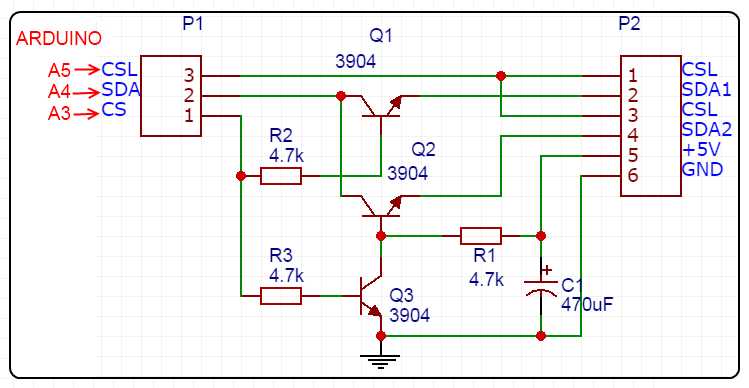 P1
P2
ARDUINO
Q1
3904
A5 CSL
A4 SDA
A3 CS
3
2
1
1 CSL
2 SDA1
3 CSL
4 SDA2
5 +5V
6 GND
R2
4.7k
Q2
3904
R3
4.7k
R1
4.7k
Q3
3904
C1
470uF
+